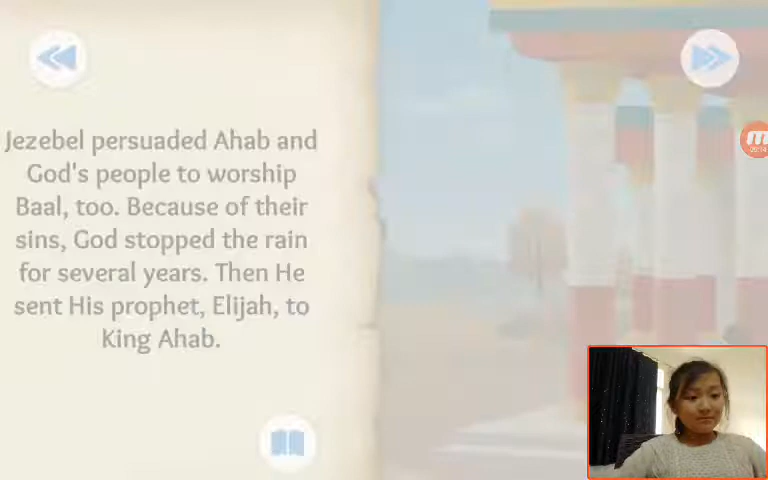 Jezebel persuaded Ahab and
God's people to worship
Baal, too. Because of their
sins, God stopped the rain
for several years. Then He
sent His prophet, Elijah, to
King Ahab.